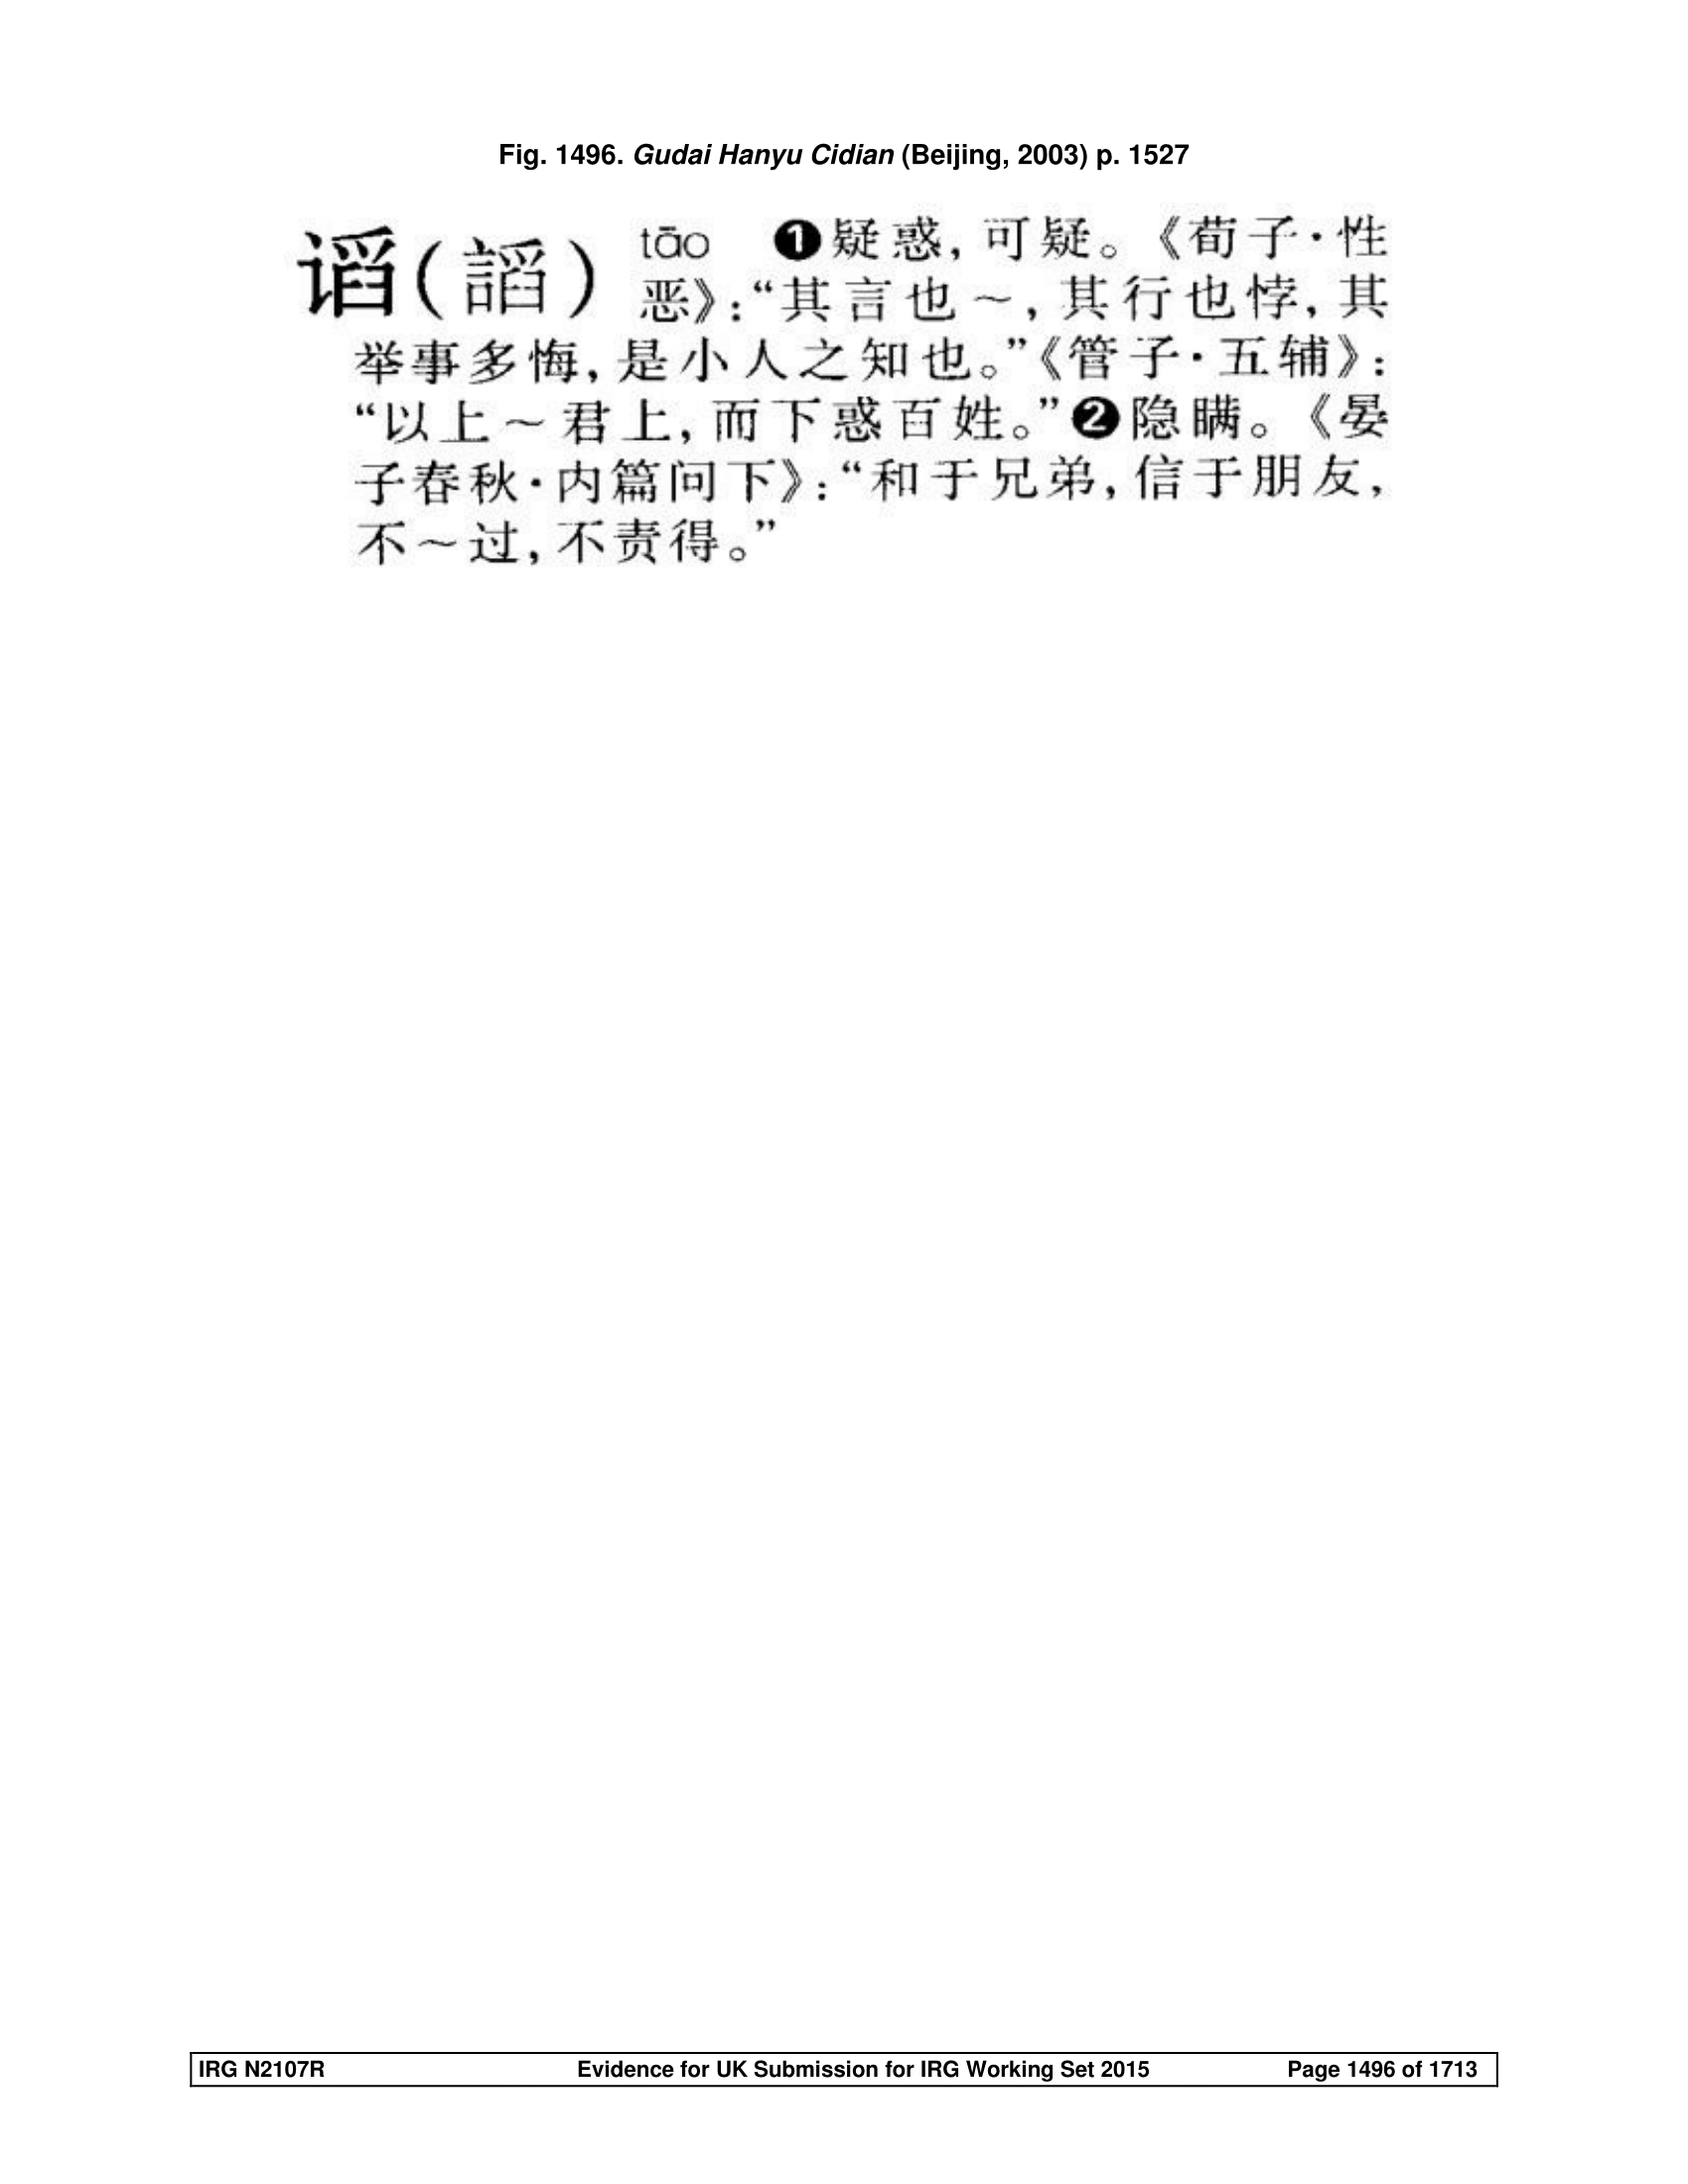 Fig. 1496. Gudai Hanyu Cidian (Beijing, 2003) p. 1527
⿰讠舀(謟) tāo ❶疑惑,可疑。《荀子·性
恶》:“其言也～,其行也悖,其
举事多悔,是小人之知也。”《管子·五辅》:
“以上～君上,而下惑百姓。”❷隐瞒。《晏
子春秋·内篇问下》:“和于兄弟,信于朋友,
不～过,不责得。”
IRG N2107R Evidence for UK Submission for IRG Working Set 2015 Page 1496 of 1713